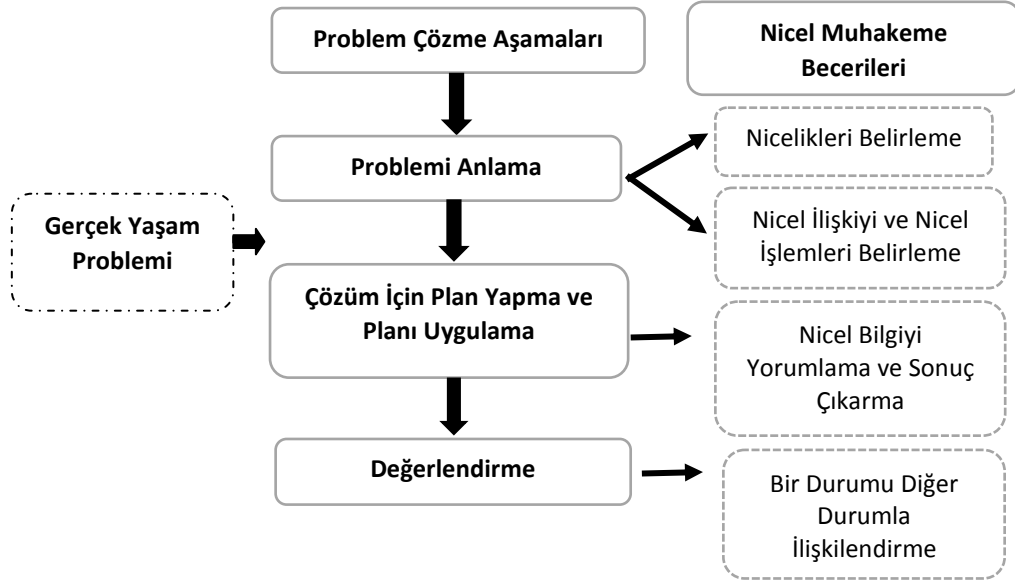 Problem Çözme Aşamaları
Nicel Muhakeme
Becerileri
Problemi Anlama
Nicelikleri Belirleme
Nicel İlişkiyi ve Nicel
İşlemleri Belirleme
Gerçek Yaşam
Problemi
Çözüm İçin Plan Yapma ve
Planı Uygulama
Nicel Bilgiyi
Yorumlama ve Sonuç
Çıkarma
Değerlendirme
Bir Durumu Diğer
Durumla
İlişkilendirme